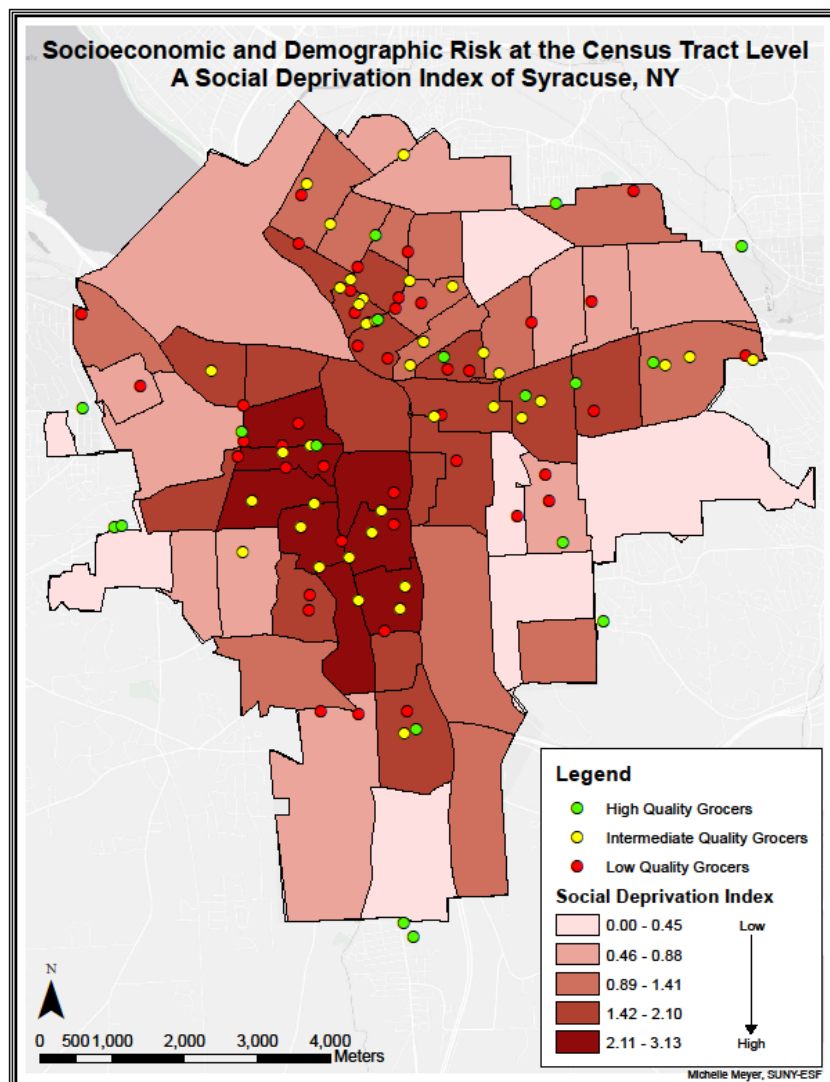 Socioeconomic and Demographic Risk at the Census Tract Level
A Social Deprivation Index of Syracuse, NY
Legend
High Quality Grocers
Intermediate Quality Grocers
Low Quality Grocers
Social Deprivation Index
0.00 - 0.45
Low
0.46 - 0.88
0.89 - 1.41
1.42 - 2.10
2.11 - 3.13
High
N
0 500 1,000 2,000 3,000 4,000
Meters
Michelle Meyer, SUNY-ESF